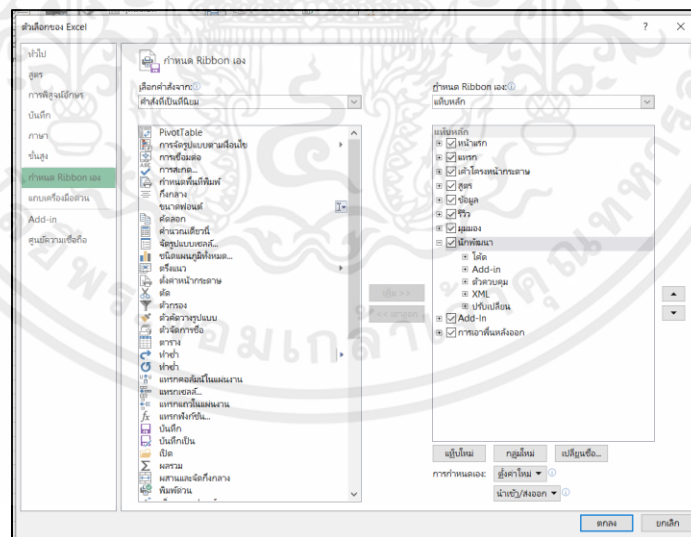 ตัวเลือกของ Excel
? ×
ทั่วไป
สูตร
การพิสูจน์อักษร
บันทึก
ภาษา
ขั้นสูง
กำหนด Ribbon เอง
แถบเครื่องมือด่วน
Add-in
ศูนย์ความเชื่อถือ
กำหนด Ribbon เอง
เลือกคำสั่งจาก:
คำสั่งที่เป็นที่นิยม
PivotTable
การจัดรูปแบบตามเงื่อนไข
การเชื่อมต่อ
การสะกด...
กำหนดพื้นที่พิมพ์
กึ่งกลาง
ขนาดฟอนต์
คัดลอก
คำนวณเดี๋ยวนี้
จัดรูปแบบเซลล์...
ชนิดแผนภูมิทั้งหมด...
ตรึงแนว
ตั้งค่าหน้ากระดาษ
ตัด
ตัวกรอง
ตัวคัดวางรูปแบบ
ตัวจัดการชื่อ
ตาราง
ทำซ้ำ
ทำซ้ำ
แทรกคอลัมน์ในแผ่นงาน
แทรกเซลล์...
แทรกแถวในแผ่นงาน
แทรกฟังก์ชัน...
บันทึก
บันทึกเป็น
เปิด
ผลรวม
ผสานและจัดกึ่งกลาง
พิมพ์ด่วน
เพิ่ม >>
<< เอาออก
กำหนด Ribbon เอง:
แท็บหลัก
แท็บหลัก
หน้าแรก
แทรก
เค้าโครงหน้ากระดาษ
สูตร
ข้อมูล
รีวิว
มุมมอง
นักพัฒนา
โค้ด
Add-in
ตัวควบคุม
XML
ปรับเปลี่ยน
Add-In
การเอาพื้นหลังออก
แท็บใหม่ กลุ่มใหม่ เปลี่ยนชื่อ...
การกำหนดเอง: ตั้งค่าใหม่
นำเข้า/ส่งออก
ตกลง ยกเลิก